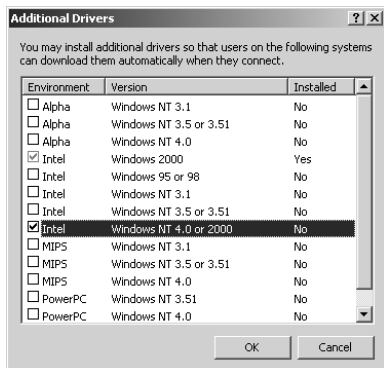 Additional Drivers
You may install additional drivers so that users on the following systems
can download them automatically when they connect.
Environment Version Installed
Alpha Windows NT 3.1 No
Alpha Windows NT 3.5 or 3.51 No
Alpha Windows NT 4.0 No
Intel Windows 2000 Yes
Intel Windows 95 or 98 No
Intel Windows NT 3.1 No
Intel Windows NT 3.5 or 3.51 No
Intel Windows NT 4.0 or 2000 No
MIPS Windows NT 3.1 No
MIPS Windows NT 3.5 or 3.51 No
MIPS Windows NT 4.0 No
PowerPC Windows NT 3.51 No
PowerPC Windows NT 4.0 No
OK Cancel